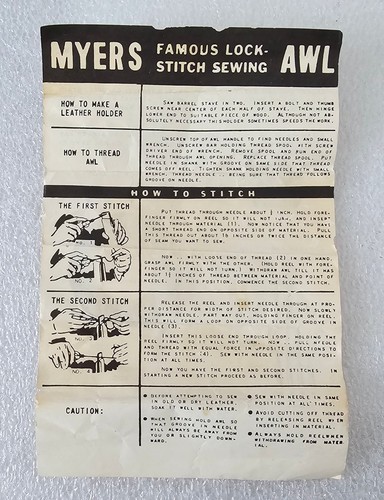 MYERS FAMOUS LOCK-STITCH SEWING AWL
HOW TO MAKE A
LEATHER HOLDER
SAW BARREL STAVE IN TWO. INSERT A BOLT AND THUMB
SCREW NEAR CENTER OF EACH HALF OF STAVE. THEN HINGE
LOWER END TO SUITABLE PIECE OF WOOD. ALTHOUGH NOT AB-
SOLUTELY NECESSARY THIS HOLDER SOMETIMES SPEEDS THE WORK.
HOW TO THREAD
AWL
UNSCREW TOP OF AWL HANDLE TO FIND NEEDLES AND SMALL
WRENCH. UNSCREW BAR HOLDING THREAD SPOOL WITH SCREW
DRIVER END OF WRENCH. REMOVE SPOOL AND RUN END OF
THREAD THROUGH AWL OPENING. REPLACE THREAD SPOOL. PUT
NEEDLE IN SHANK WITH GROOVE ON SAME SIDE THAT THREAD
COMES OFF REEL. TIGHTEN SHANK HOLDING NEEDLE WITH SMALL
WRENCH. THREAD NEEDLE, BEING SURE THAT THREAD FOLLOWS
GROOVE ON NEEDLE.
HOW TO STITCH
THE FIRST STITCH
NO. 1
NO. 2
PUT THREAD THROUGH NEEDLE ABOUT INCH. HOLD FORE-
FINGER FIRMLY ON REEL SO IT WILL NOT TURN, AND INSERT
NEEDLE THROUGH MATERIAL (1). NOW NOTICE THAT YOU HAVE
A SHORT THREAD END ON OPPOSITE SIDE OF MATERIAL. PULL
THIS THREAD OUT ABOUT 16 INCHES OR TWICE THE DISTANCE
OF SEAM YOU WANT TO SEW.
NOW .. WITH LOOSE END OF THREAD (2) IN ONE HAND,
GRASP AWL FIRMLY WITH THE OTHER. (HOLD REEL WITH FORE-
FINGER SO IT WILL NOT TURN.) WITHDRAW AWL TILL IT HAS
ABOUT INCHES OF THREAD BETWEEN MATERIAL AND POINT OF
NEEDLE. IN THIS POSITION, COMMENCE THE SECOND STITCH.
THE SECOND STITCH
RELEASE THE REEL AND INSERT NEEDLE THROUGH AT PRO-
PER DISTANCE FOR WIDTH OF STITCH DESIRED. NOW SLOWLY
WITHDRAW NEEDLE, PART WAY OUT, HOLDING FINGER ON REEL.
THIS WILL FORM A LOOP ON OPPOSITE SIDE OF GROOVE IN
NEEDLE (3).
INSERT THIS LOOSE END THROUGH LOOP, HOLDING THE
REEL FIRMLY SO IT WILL NOT TURN. NOW .. PULL NEEDLE
AND THREAD WITH EQUAL FORCE IN OPPOSITE DIRECTIONS TO
FORM THE STITCH (4). SEW WITH NEEDLE IN THE SAME POSI-
TION AT ALL TIMES.
NOW YOU HAVE THE FIRST AND SECOND STITCHES. IN
STARTING A NEW STITCH PROCEED AS BEFORE.
CAUTION:
● BEFORE ATTEMPTING TO SEW
IN OLD OR DRY LEATHER,
SOAK IT WELL WITH WATER.
● WHEN SEWING HOLD AWL SO
THAT GROOVE IN NEEDLE
WILL ALWAYS BE AWAY FROM
YOU OR SLIGHTLY DOWN-
WARD.
● SEW WITH NEEDLE IN SAME
POSITION AT ALL TIMES.
● AVOID CUTTING OFF THREAD
BY RELEASING REEL WHEN
INSERTING IN MATERIAL.
● ALWAYS HOLD REEL WHEN
WITHDRAWING FROM MATER-
IAL.